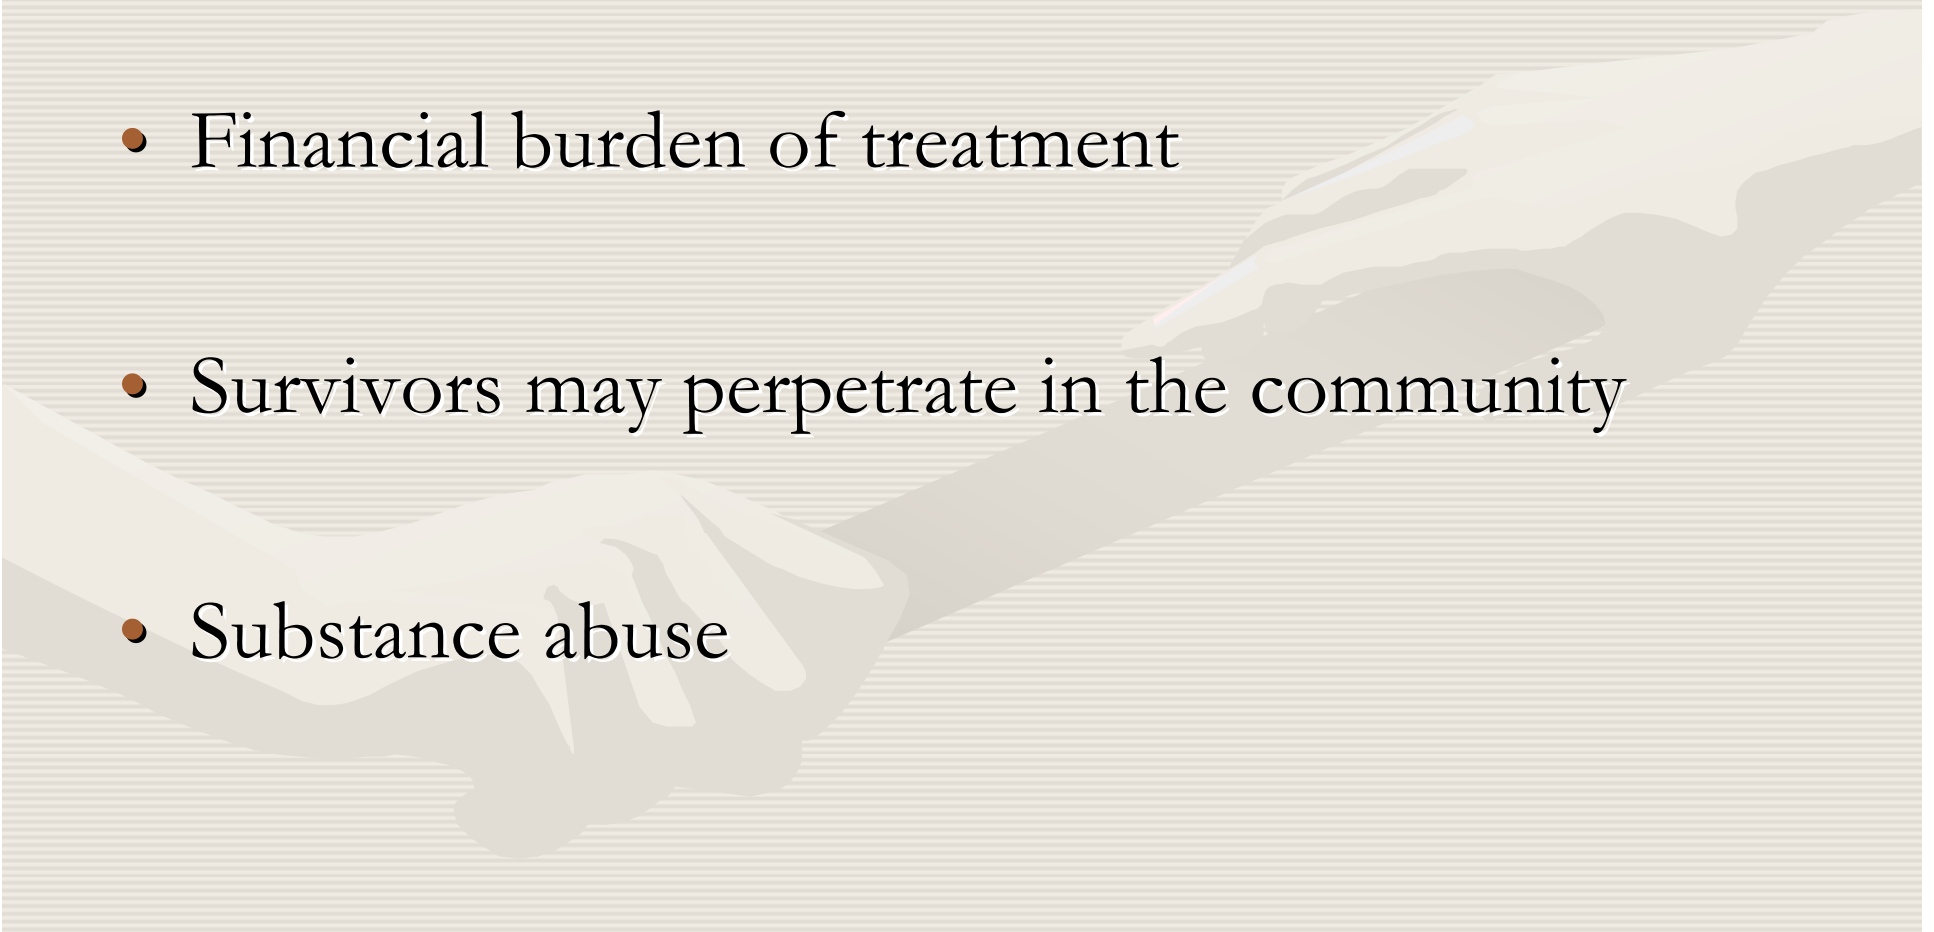 • Financial burden of treatment
• Survivors may perpetrate in the community
• Substance abuse